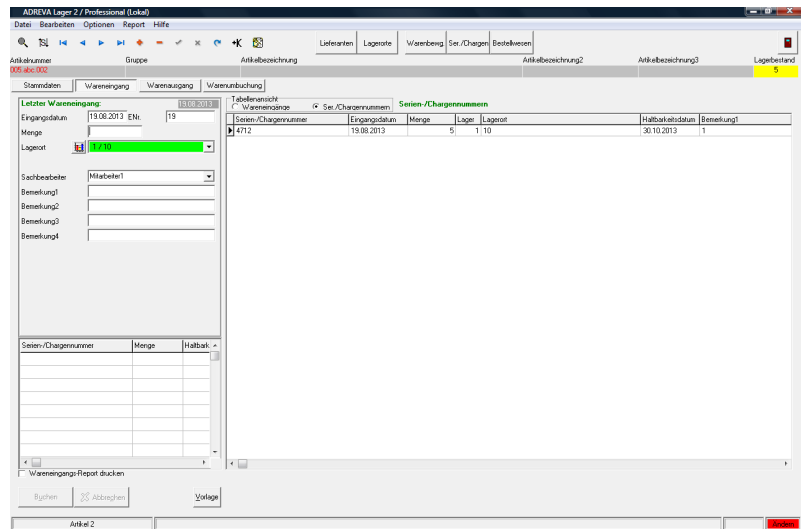 ADREVA Lager 2 / Professional (Lokal)
Datei Bearbeiten Optionen Report Hilfe
+K Lieferanten Lagerorte Warenbewg. Ser./Chargen Bestellwesen
Artikelnummer Gruppe Artikelbezeichnung Artikelbezeichnung2 Artikelbezeichnung3 Lagerbestand
005.abc.002 5
Stammdaten Wareneingang Warenausgang Warenumbuchung
Letzter Wareneingang: 19.08.2013
Eingangsdatum 19.08.2013 ENr. 19
Menge
Lagerort 1 / 10
Sachbearbeiter Mitarbeiter1
Bemerkung1
Bemerkung2
Bemerkung3
Bemerkung4
Tabellenansicht
Wareneingänge Ser./Chargennummern Serien-/Chargennummern
Serien-/Chargennummer Eingangsdatum Menge Lager Lagerort Haltbarkeitsdatum Bemerkung1
4712 19.08.2013 5 1 10 30.10.2013 1
Serien-/Chargennummer Menge Haltbark
Wareneingangs-Report drucken
Buchen Abbrechen Vorlage
Artikel 2 Ändern